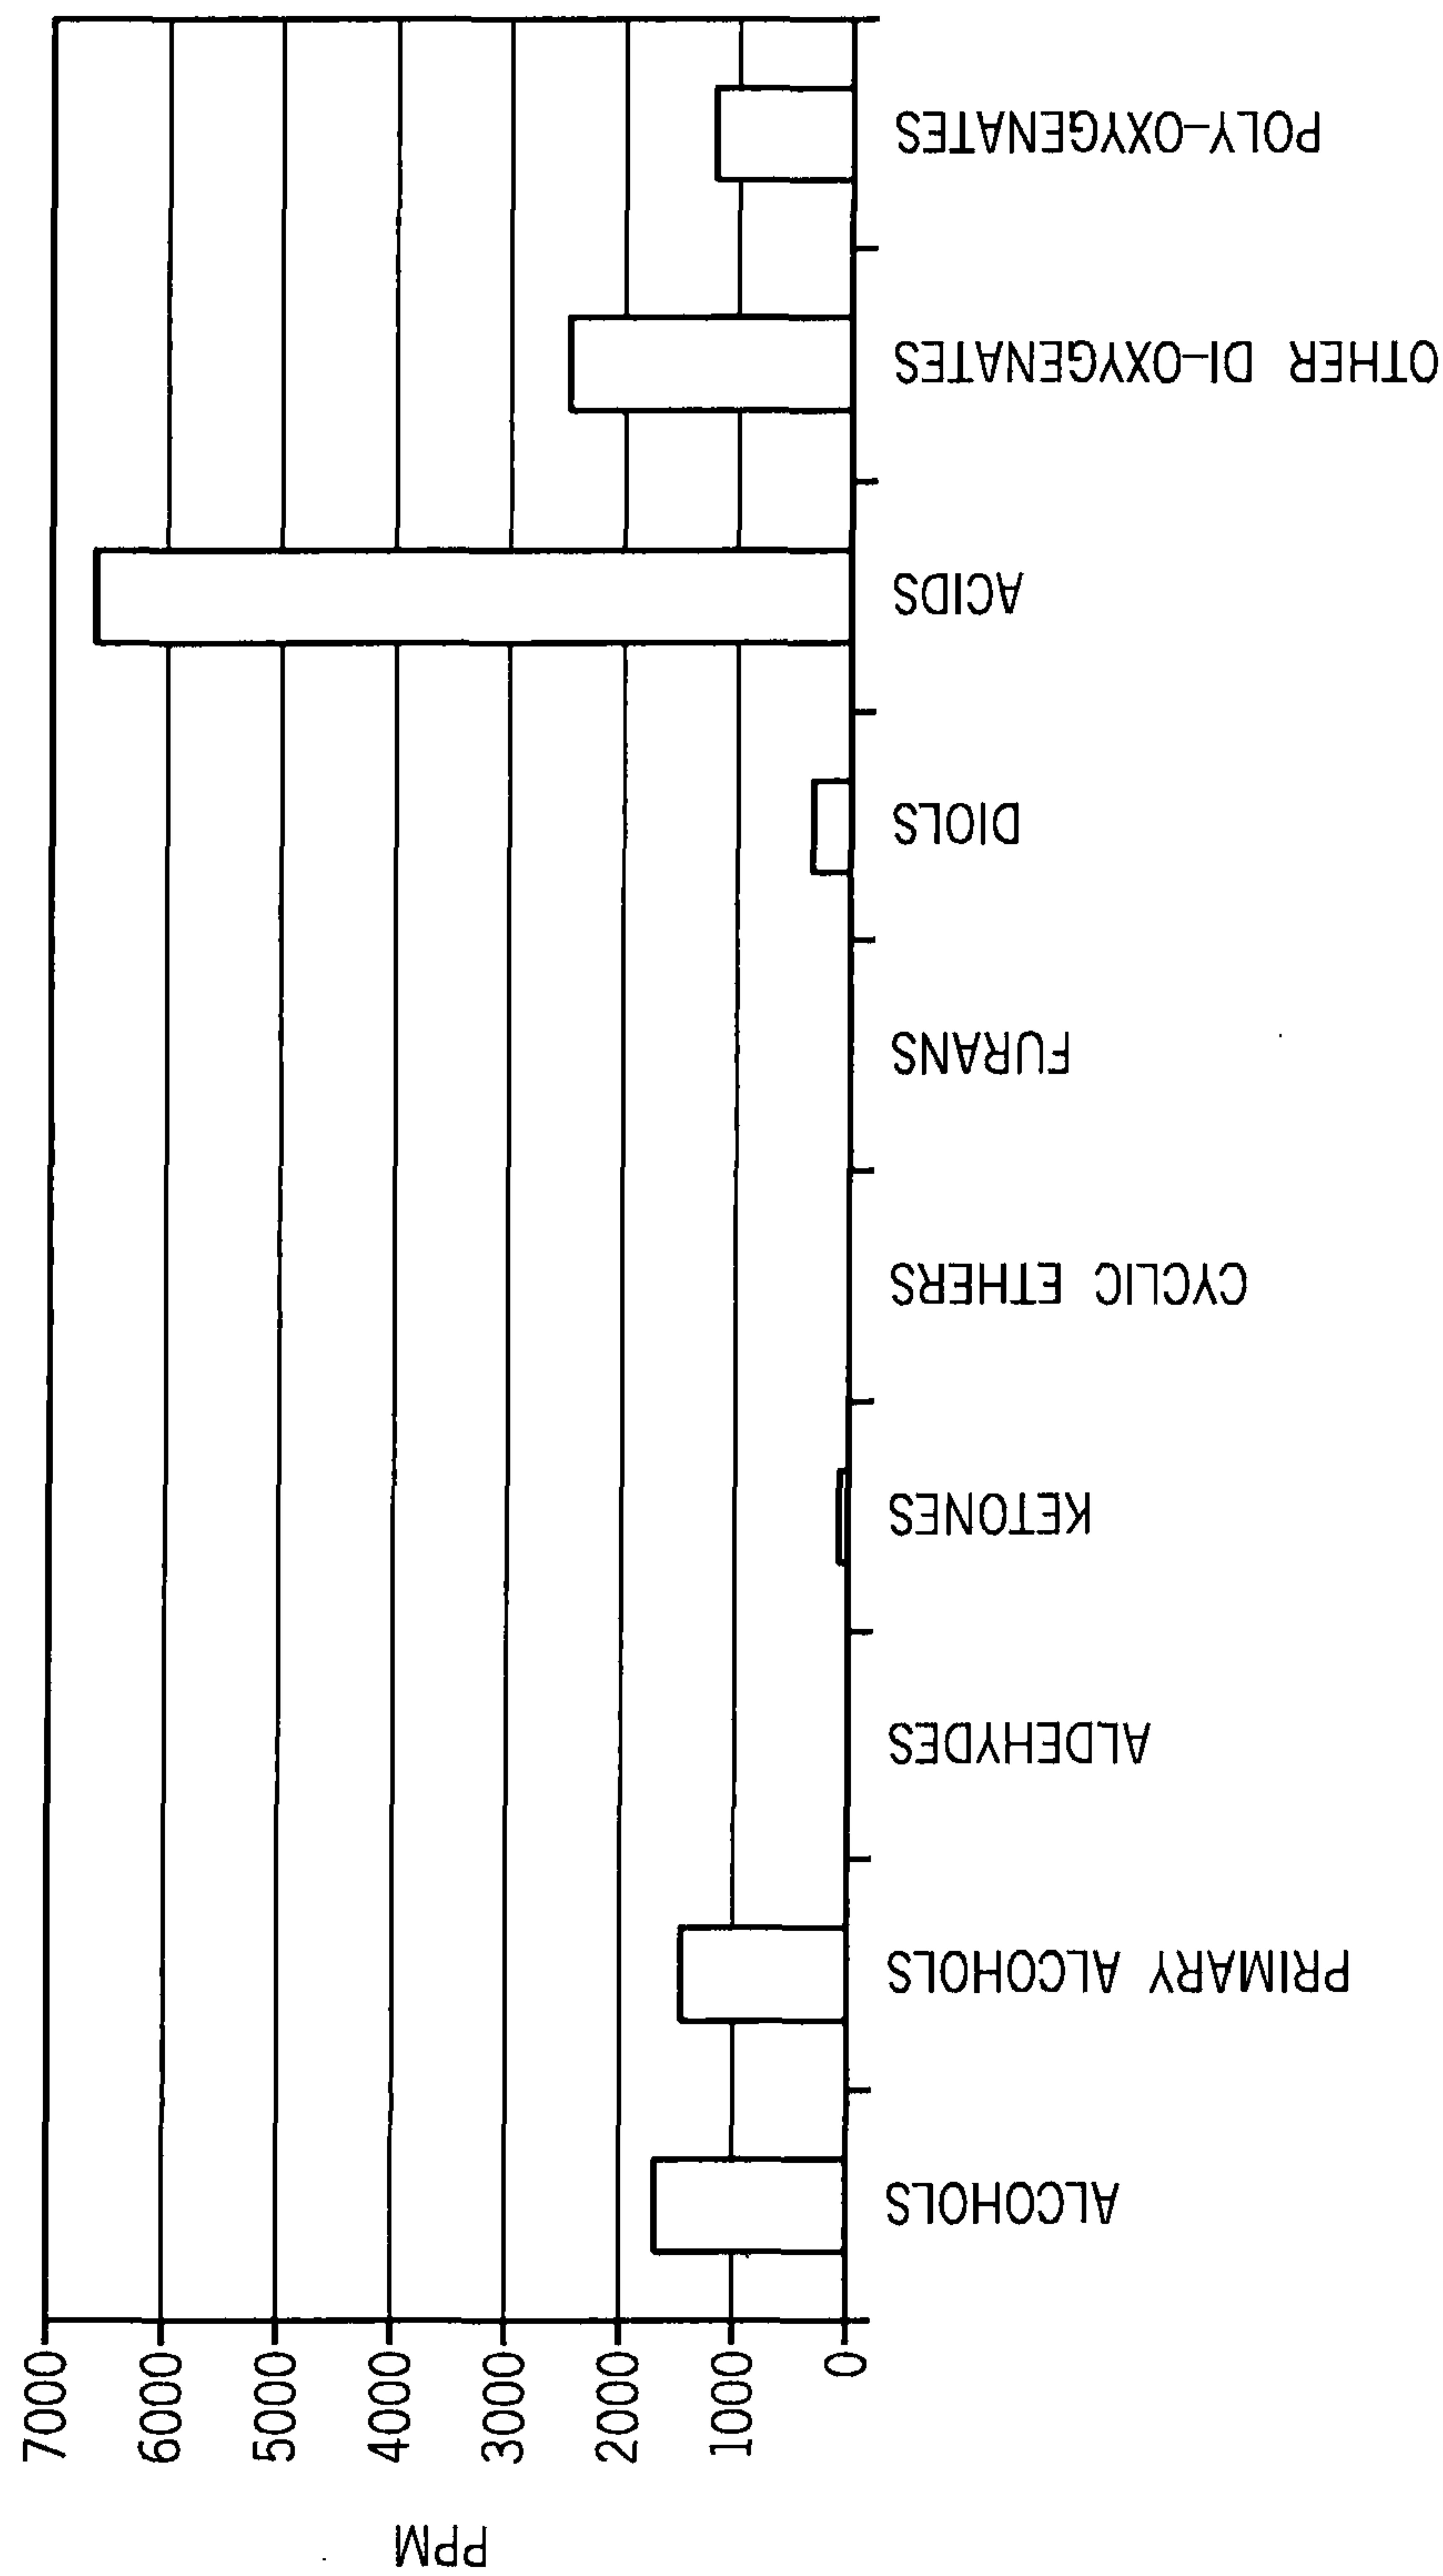 PPM
7000
6000
5000
4000
3000
2000
1000
0
ALCOHOLS
PRIMARY ALCOHOLS
ALDEHYDES
KETONES
CYCLIC ETHERS
FURANS
DIOLS
ACIDS
OTHER DI-OXYGENATES
POLY-OXYGENATES